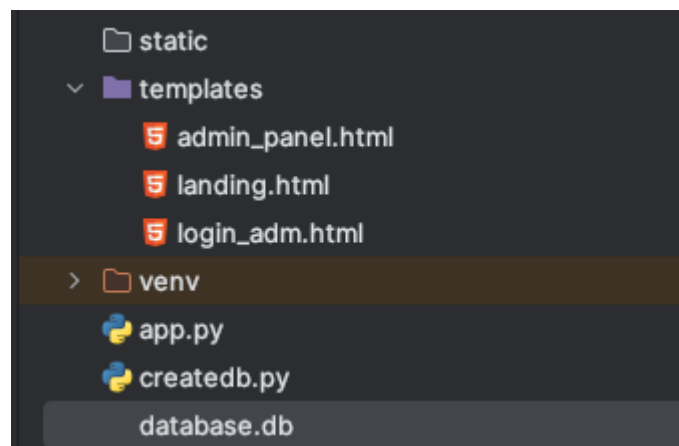 static
templates
admin_panel.html
landing.html
login_adm.html
venv
app.py
createdb.py
database.db